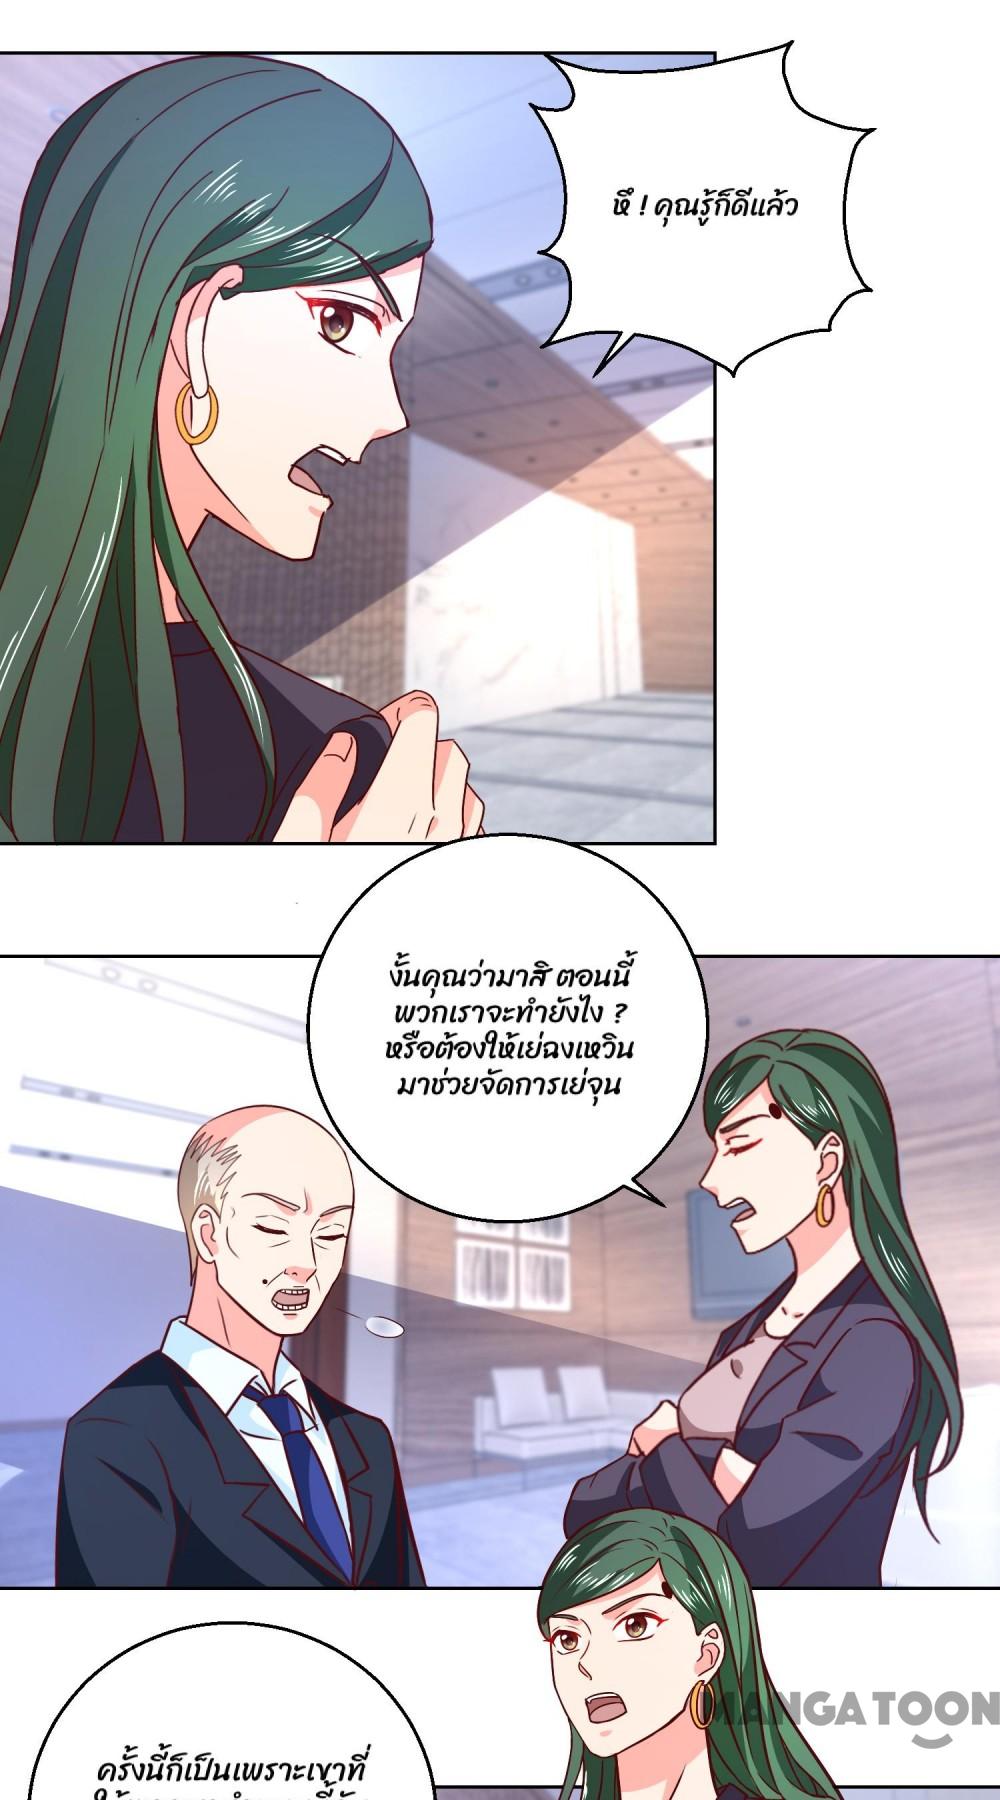 หึ ! คุณรู้ก็ดีแล้ว
งั้นคุณว่ามาสิ ตอนนี้
พวกเราจะทำยังไง ?
หรือต้องให้เย่ฉงเหวิน
มาช่วยจัดการเย่จุน
MANGATOON
ครั้งนี้ก็เป็นเพราะเขาที่